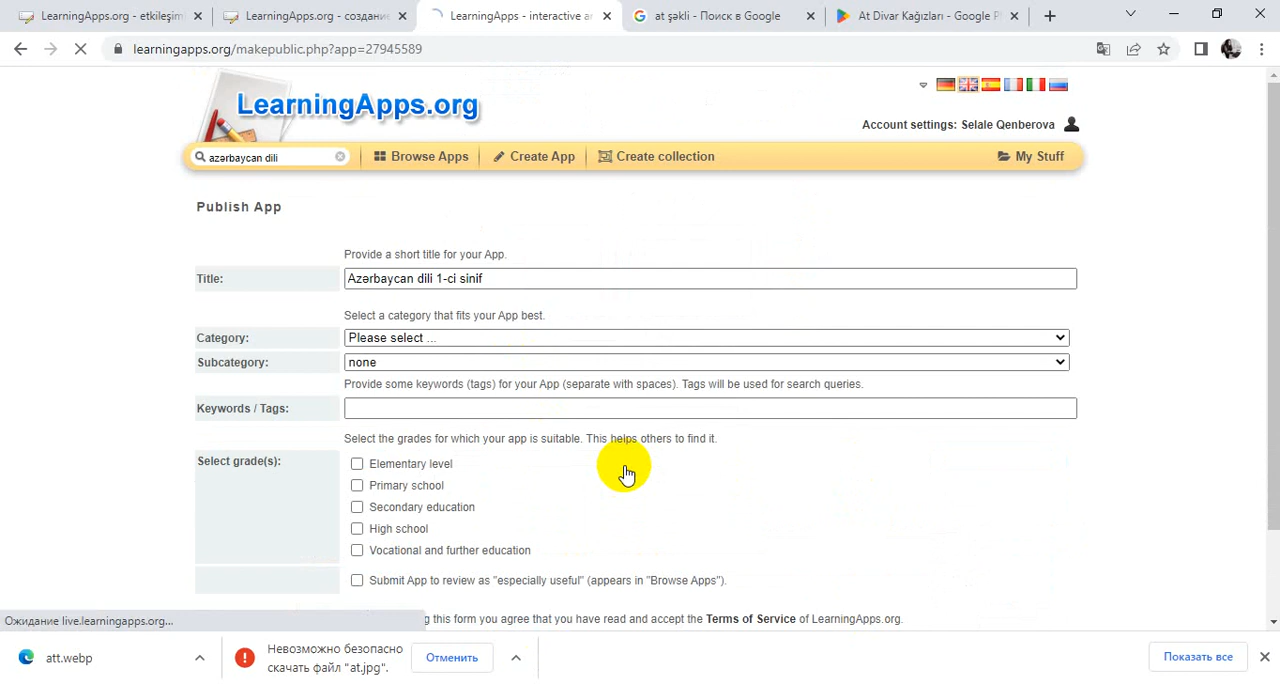 LearningApps.org - etkileşim
LearningApps.org - создание
LearningApps - interactive a
at şəkli - Поиск в Google
At Divar Kağızları - Google P
learningapps.org/makepublic.php?app=27945589
LearningApps.org
Account settings: Selale Qenberova
azərbaycan dili
Browse Apps
Create App
Create collection
My Stuff
Publish App
Provide a short title for your App.
Title:
Azərbaycan dili 1-ci sinif
Select a category that fits your App best.
Category:
Please select ...
Subcategory:
none
Provide some keywords (tags) for your App (separate with spaces). Tags will be used for search queries.
Keywords / Tags:
Select the grades for which your app is suitable. This helps others to find it.
Select grade(s):
Elementary level
Primary school
Secondary education
High school
Vocational and further education
Submit App to review as "especially useful" (appears in "Browse Apps").
Ожидание live.learningapps.org...
g this form you agree that you have read and accept the Terms of Service of LearningApps.org.
att.webp
Невозможно безопасно
скачать файл "at.jpg".
Отменить
Показать все